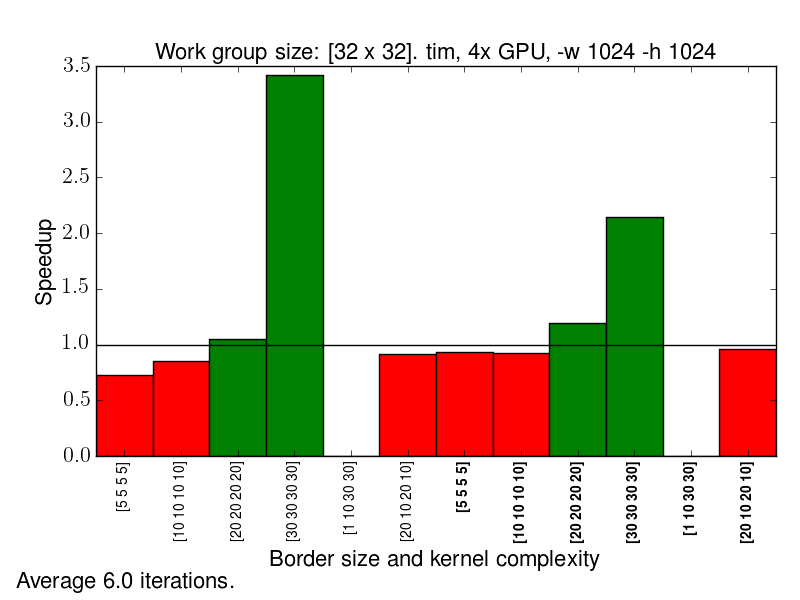 Work group size: [32 x 32]. tim, 4x GPU, -w 1024 -h 1024
3.5
3.0
2.5
2.0
1.5
1.0
0.5
0.0
Speedup
[5 5 5 5]
[10 10 10 10]
[20 20 20 20]
[30 30 30 30]
[1 10 30 30]
[20 10 20 10]
[5 5 5 5]
[10 10 10 10]
[20 20 20 20]
[30 30 30 30]
[1 10 30 30]
[20 10 20 10]
Border size and kernel complexity
Average 6.0 iterations.